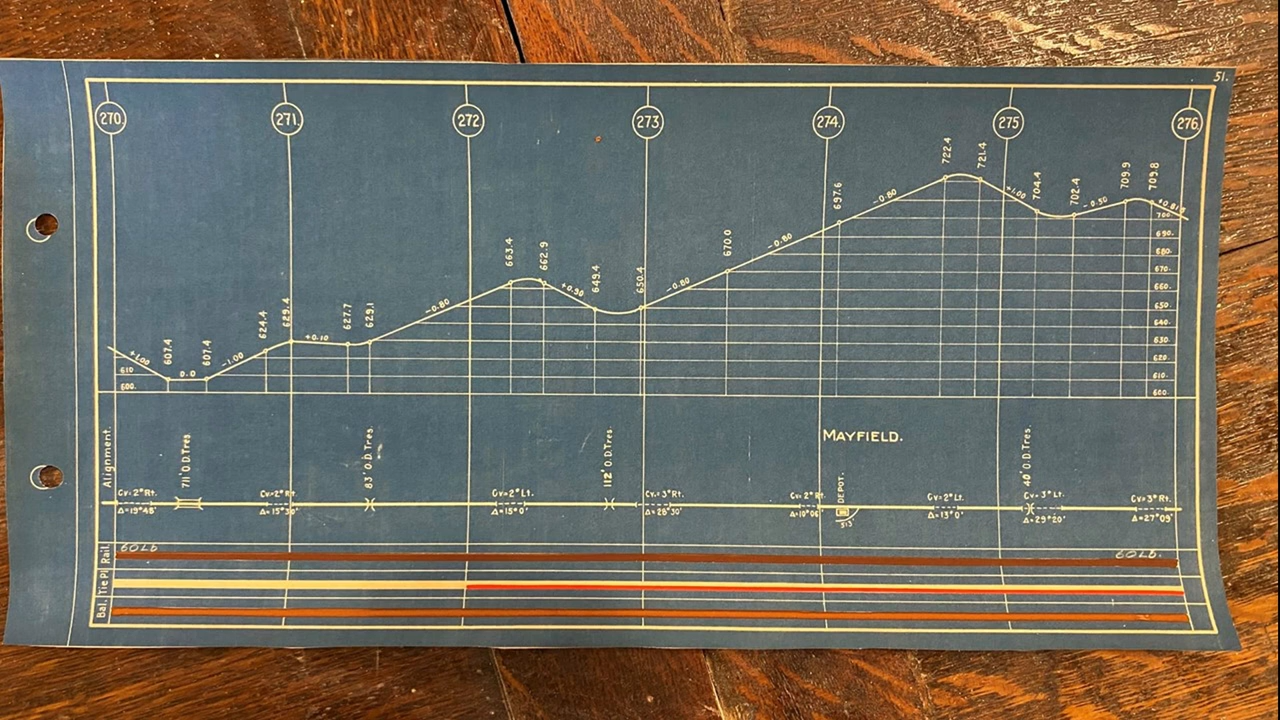 51.
270 271 272 273 274 275 276
722.4 721.4
709.9 709.8
704.4 702.4
697.6
+1.00
-0.80
-0.50
+0.81
700.
690.
680.
670.
660.
650.
640.
630.
620.
610.
600.
670.0
-0.80
663.4 662.9
+0.90
649.4 650.4
-0.80
629.4
624.4
627.7 629.1
-0.80
+0.10
+1.00
607.4 607.4
0.0
-1.00
610
600.
MAYFIELD.
Alignment.
711' O.D.Tres.
83' O.D.Tres.
112' O.D.Tres.
DEPOT.
40' O.D.Tres.
Cv=2° Rt. Cv=2° Rt. Cv=2° Lt. Cv.=3° Rt. Cv= 2° Rt. Cv=2° Lt. Cv= 3° Lt. Cv=3° Rt.
Δ=19°48' Δ=15°30' Δ=15°0' Δ=28°30' Δ=10°06' 513' Δ=13°0' Δ=29°20' Δ=27°09'
Rail.
60 LB 60 LB.
Tie Pl.
Bal.